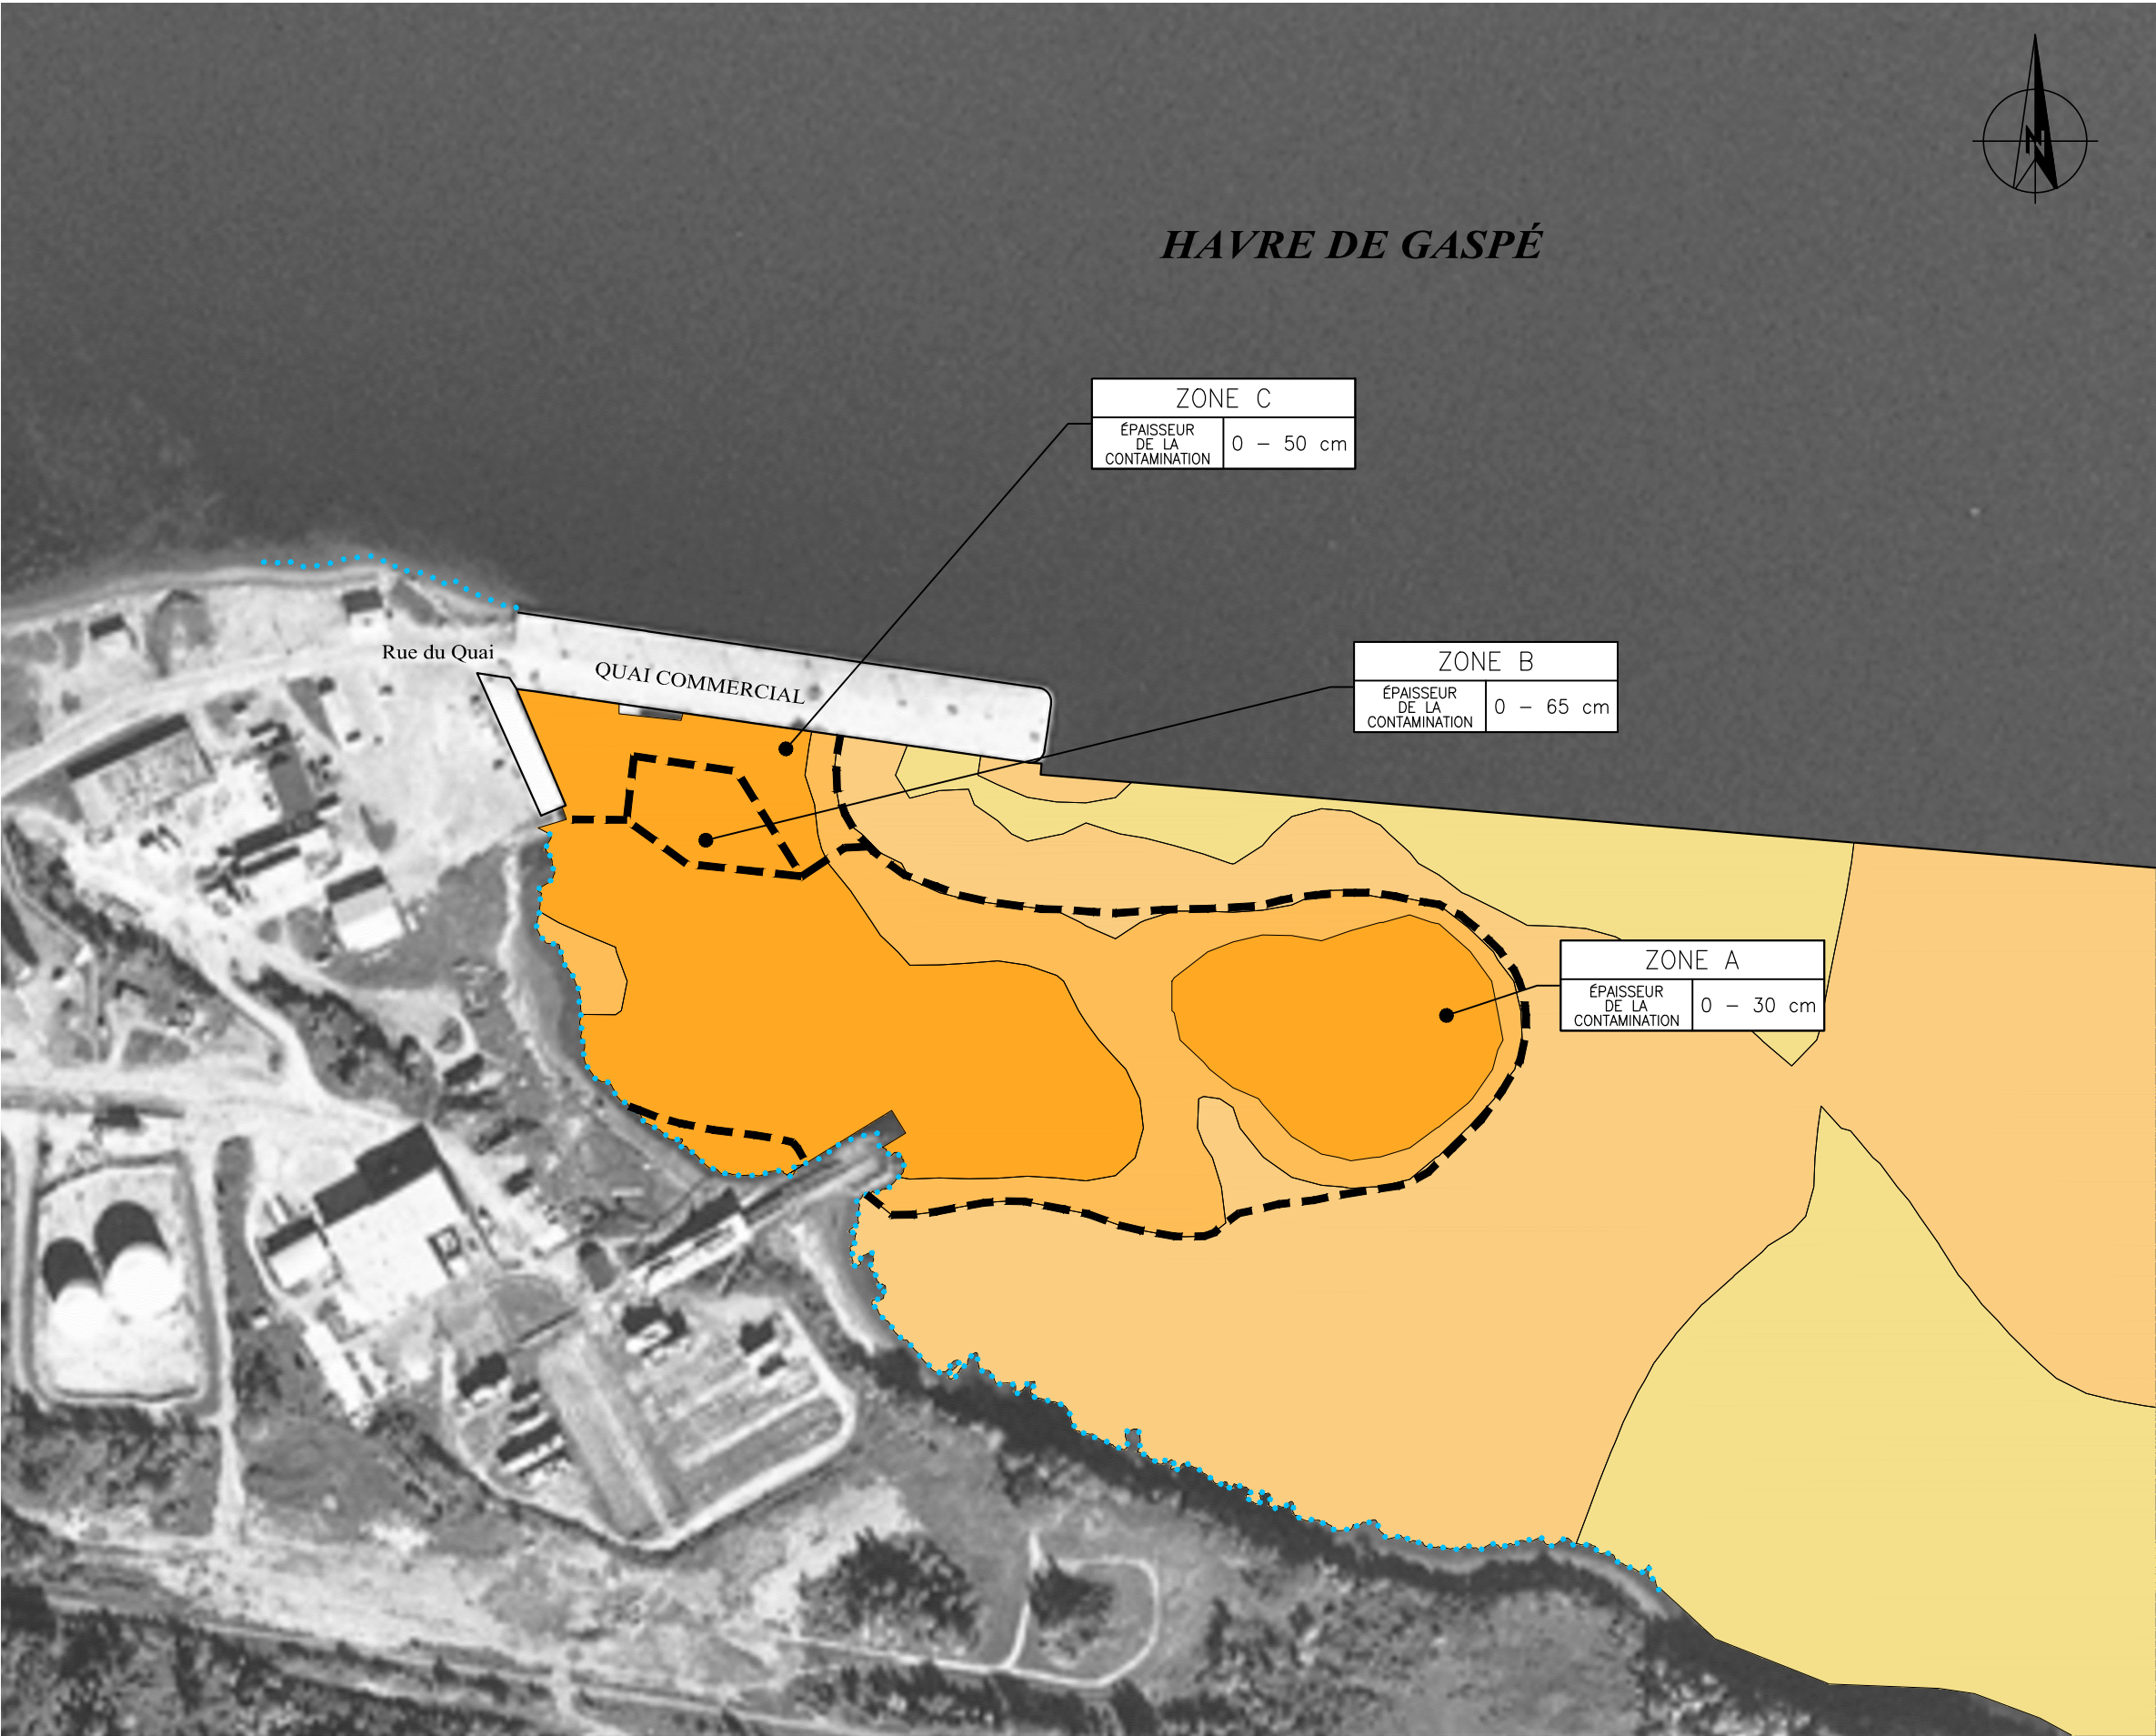 N
HAVRE DE GASPÉ
ZONE C
ÉPAISSEUR
DE LA
CONTAMINATION
0 - 50 cm
Rue du Quai
QUAI COMMERCIAL
ZONE B
ÉPAISSEUR
DE LA
CONTAMINATION
0 - 65 cm
ZONE A
ÉPAISSEUR
DE LA
CONTAMINATION
0 - 30 cm